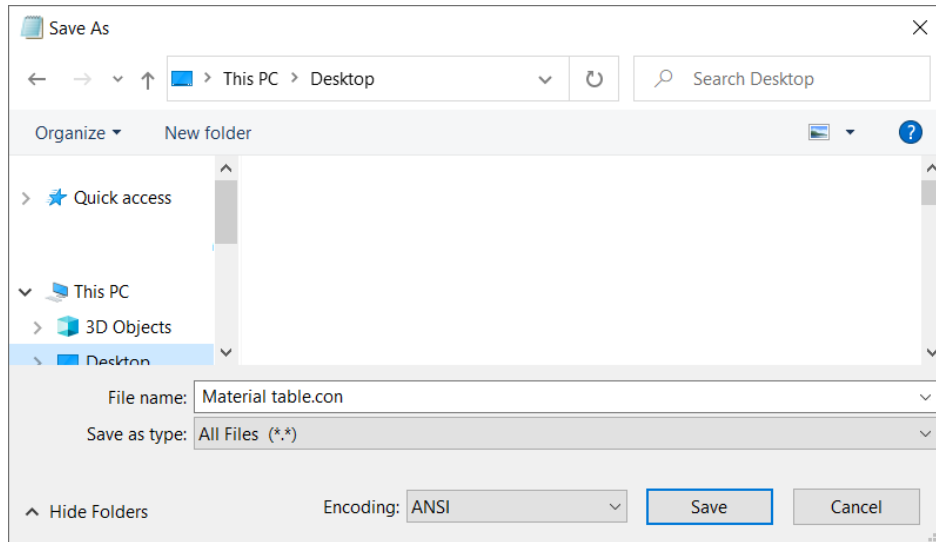 Save As
This PC > Desktop
Search Desktop
Organize
New folder
?
Quick access
This PC
3D Objects
Desktop
File name: Material table.con
Save as type: All Files (*.*)
Hide Folders
Encoding: ANSI
Save
Cancel